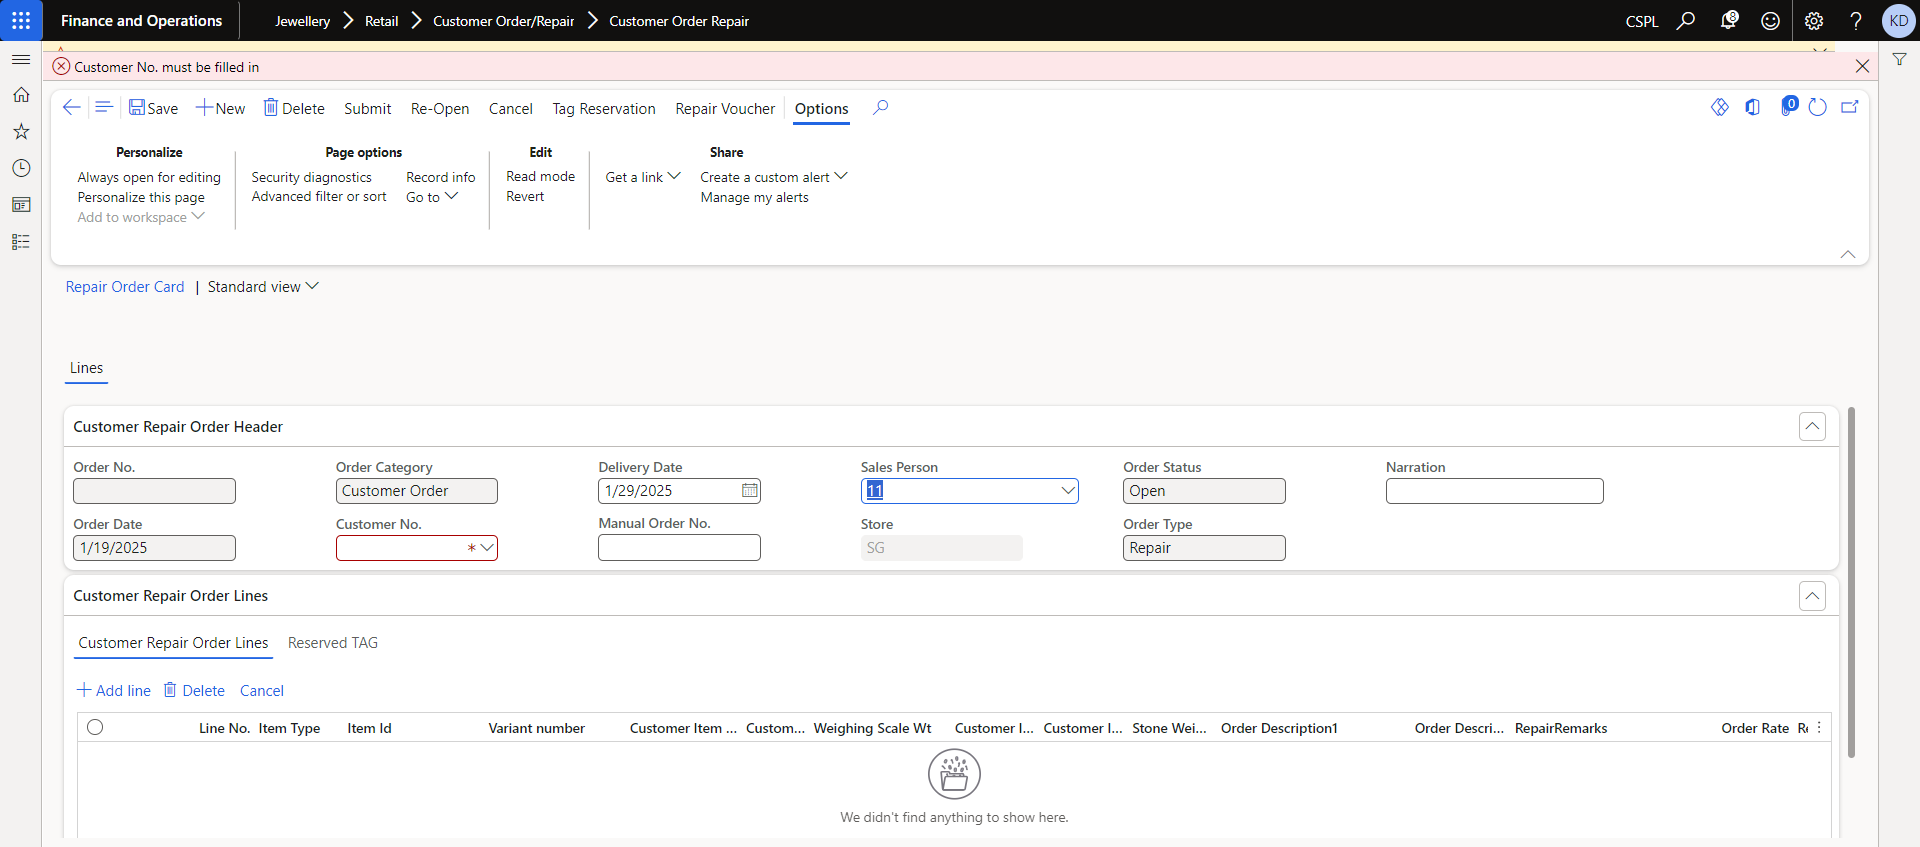 Finance and Operations
Jewellery > Retail > Customer Order/Repair > Customer Order Repair
CSPL
8
?
KD
Customer No. must be filled in
Save
New
Delete
Submit
Re-Open
Cancel
Tag Reservation
Repair Voucher
Options
0
Personalize
Always open for editing
Personalize this page
Add to workspace
Page options
Security diagnostics
Advanced filter or sort
Record info
Go to
Edit
Read mode
Revert
Share
Get a link
Create a custom alert
Manage my alerts
Repair Order Card | Standard view
Lines
Customer Repair Order Header
Order No.
Order Category
Delivery Date
Sales Person
Order Status
Narration
Customer Order
1/29/2025
11
Open
Order Date
Customer No.
Manual Order No.
Store
Order Type
1/19/2025
*
SG
Repair
Customer Repair Order Lines
Customer Repair Order Lines
Reserved TAG
Add line
Delete
Cancel
Line No.
Item Type
Item Id
Variant number
Customer Item ...
Custom...
Weighing Scale Wt
Customer I...
Customer I...
Stone Wei...
Order Description1
Order Descri...
RepairRemarks
Order Rate
We didn't find anything to show here.